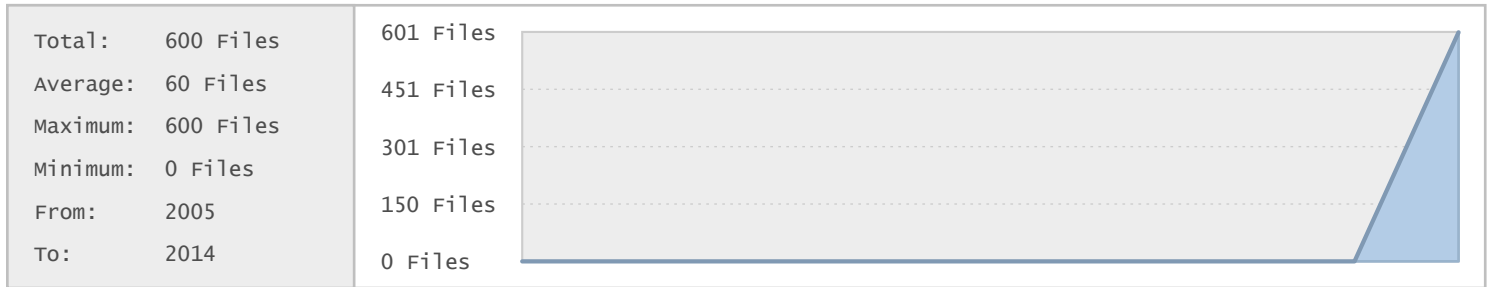 Total: 600 Files
Average: 60 Files
Maximum: 600 Files
Minimum: 0 Files
From: 2005
To: 2014
601 Files
451 Files
301 Files
150 Files
0 Files